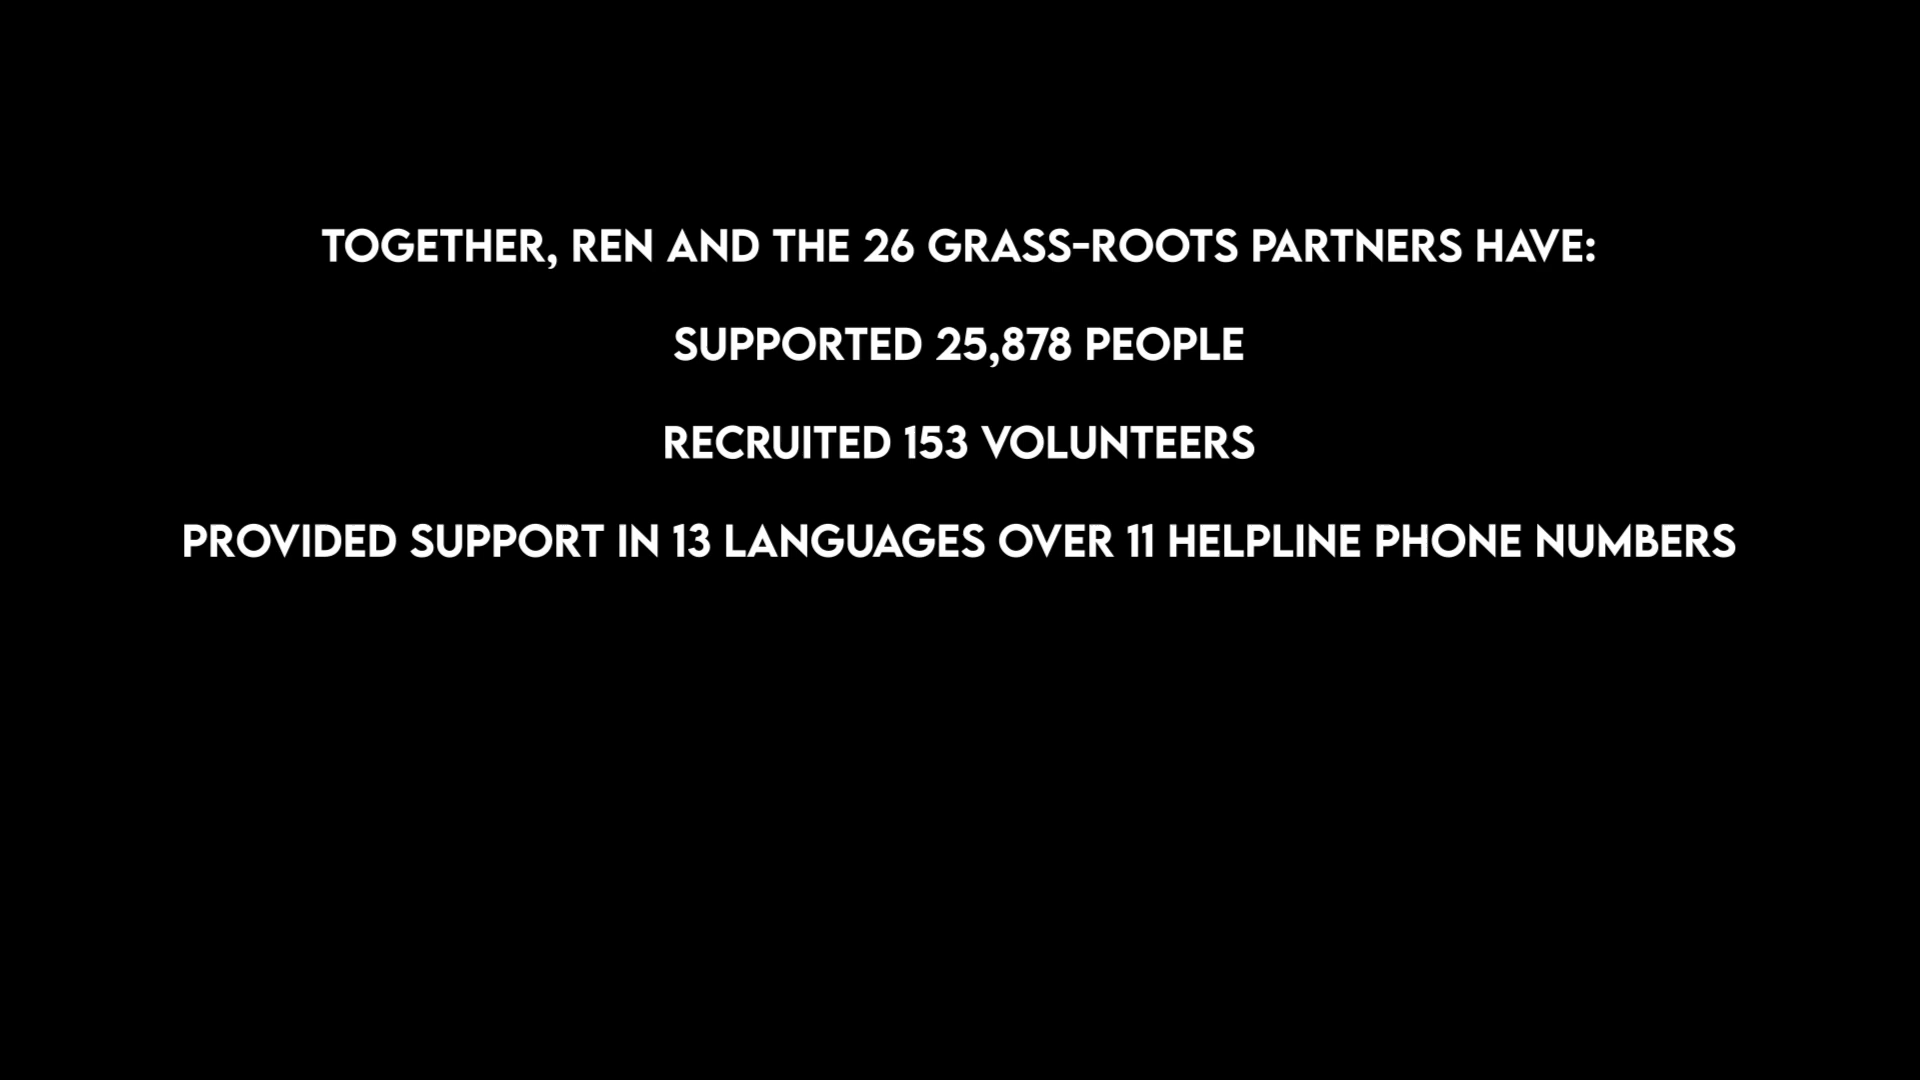 TOGETHER, REN AND THE 26 GRASS-ROOTS PARTNERS HAVE:
SUPPORTED 25,878 PEOPLE
RECRUITED 153 VOLUNTEERS
PROVIDED SUPPORT IN 13 LANGUAGES OVER 11 HELPLINE PHONE NUMBERS